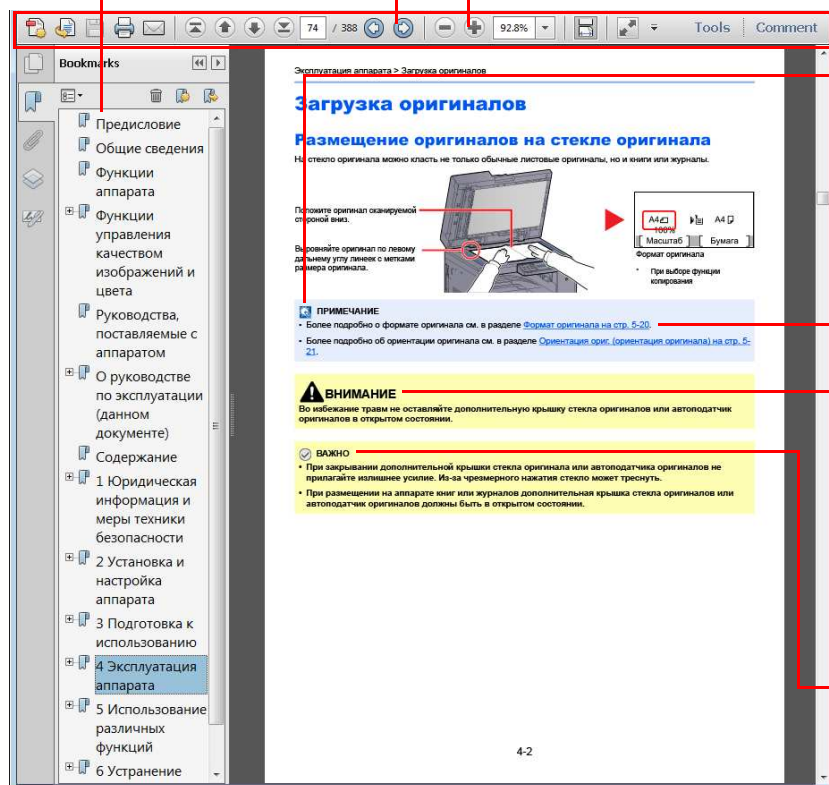 74 / 388 92.8% Tools Comment
Bookmarks
Предисловие
Общие сведения
Функции
аппарата
Функции
управления
качеством
изображений и
цвета
Руководства,
поставляемые с
аппаратом
О руководстве
по эксплуатации
(данном
документе)
Содержание
1 Юридическая
информация и
меры техники
безопасности
2 Установка и
настройка
аппарата
3 Подготовка к
использованию
4 Эксплуатация
аппарата
5 Использование
различных
функций
6 Устранение
Эксплуатация аппарата > Загрузка оригиналов
Загрузка оригиналов
Размещение оригиналов на стекле оригинала
На стекло оригинала можно класть не только обычные листовые оригиналы, но и книги или журналы.
Положите оригинал сканируемой
стороной вниз.
Выровняйте оригинал по левому
дальнему углу линеек с метками
размера оригинала.
A4 A4
100%
Масштаб Бумага
Формат оригинала
* При выборе функции
копирования
ПРИМЕЧАНИЕ
• Более подробно о формате оригинала см. в разделе Формат оригинала на стр. 5-20.
• Более подробно об ориентации оригинала см. в разделе Ориентация ориг. (ориентация оригинала) на стр. 5-
21.
ВНИМАНИЕ
Во избежание травм не оставляйте дополнительную крышку стекла оригиналов или автоподатчик
оригиналов в открытом состоянии.
ВАЖНО
• При закрывании дополнительной крышки стекла оригинала или автоподатчика оригиналов не
прилагайте излишнее усилие. Из-за чрезмерного нажатия стекло может треснуть.
• При размещении на аппарате книг или журналов дополнительная крышка стекла оригиналов или
автоподатчик оригиналов должны быть в открытом состоянии.
4-2